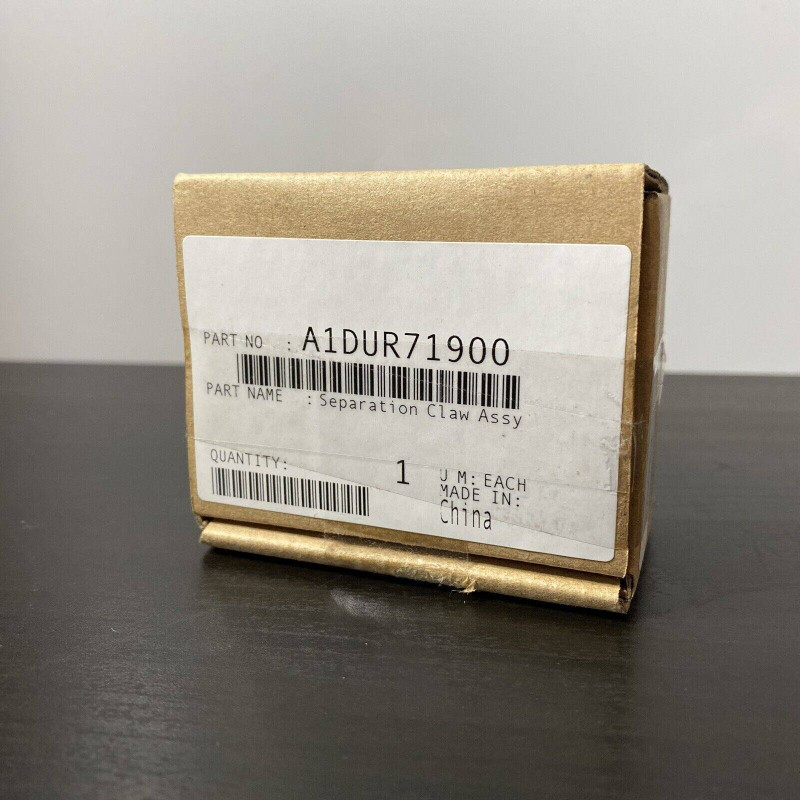 PART NO : A1DUR71900
PART NAME : Separation Claw Assy
QUANTITY: 1 U M: EACH
MADE IN:
China